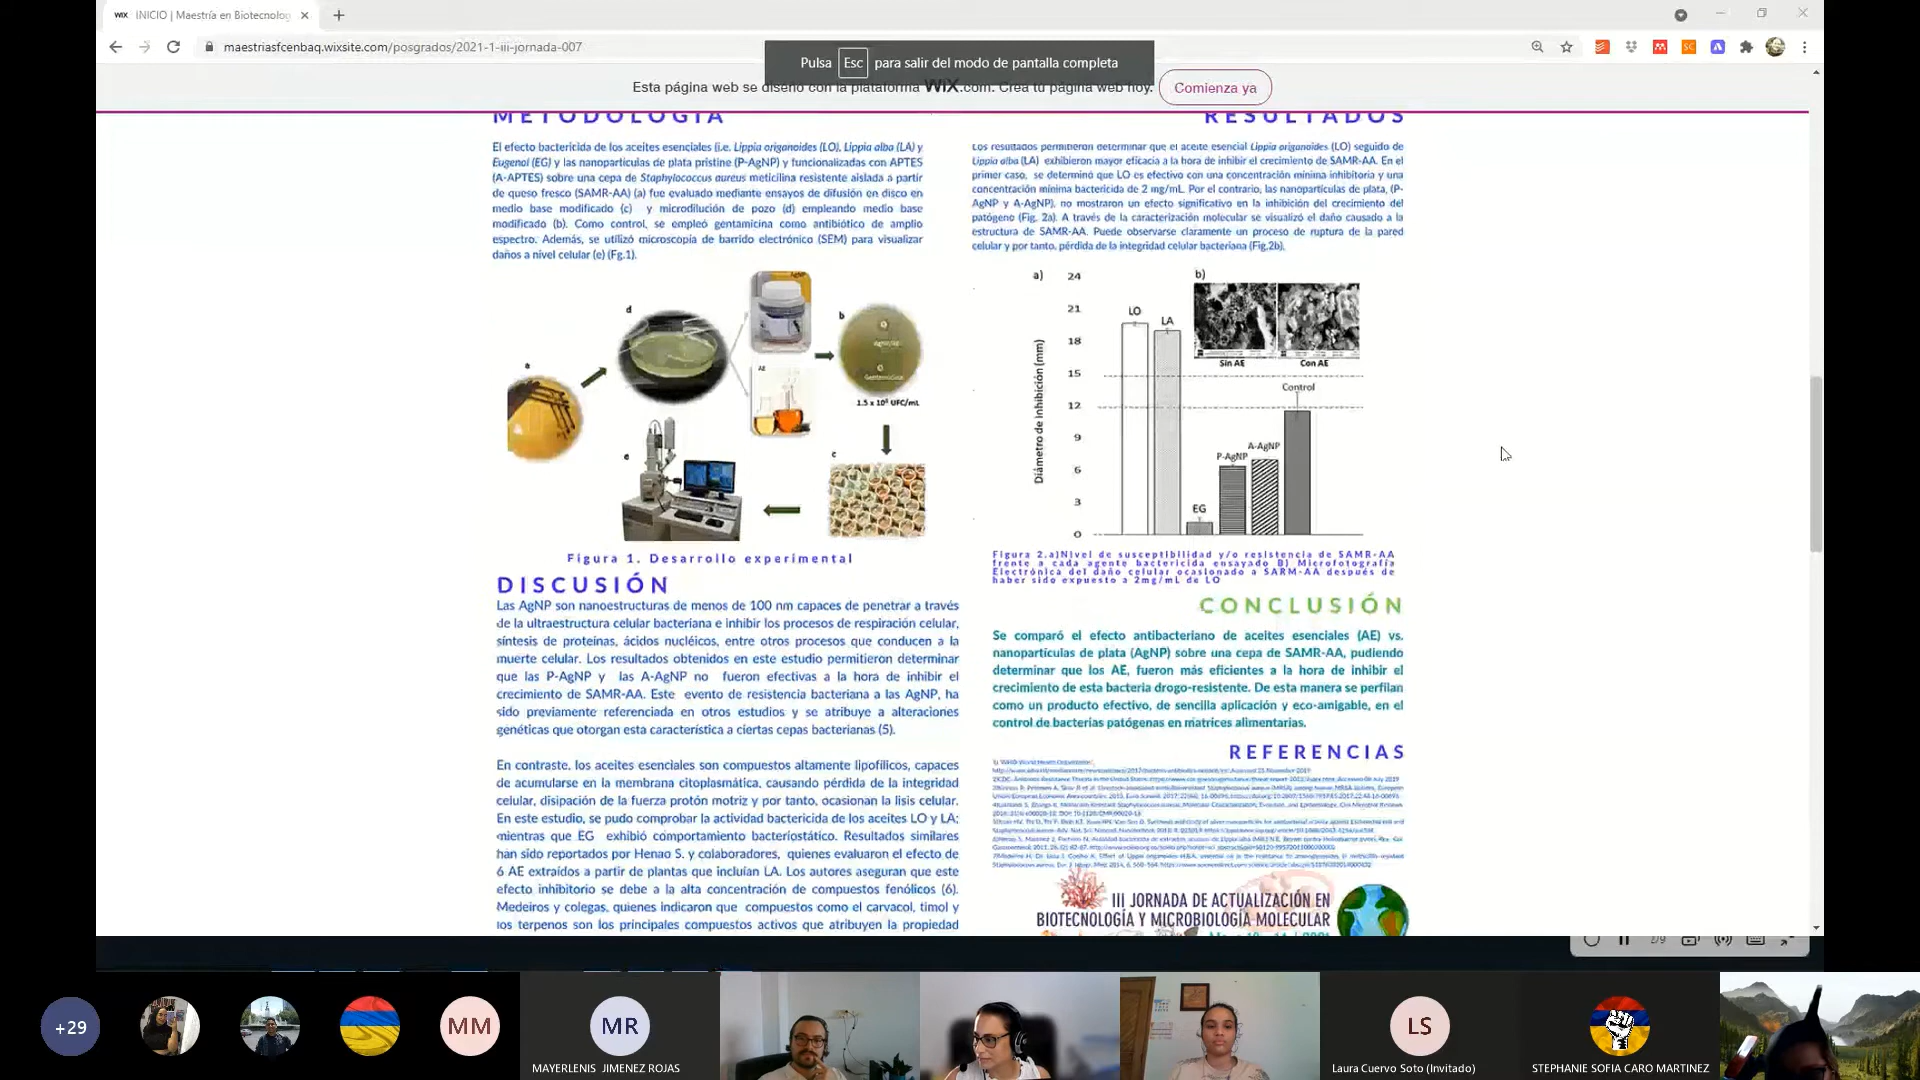 INICIO | Maestría en Biotecnolog
maestriasfcenbaq.wixsite.com/posgrados/2021-1-iii-jornada-007
Pulsa Esc para salir del modo de pantalla completa
Esta página web se diseñó con la plataforma WiX.com. Crea tu página web hoy. Comienza ya
METODOLOGÍA
El efecto bactericida de los aceites esenciales (i.e. Lippia origanoides (LO), Lippia alba (LA) y
Eugenol (EG) y las nanopartículas de plata pristine (P-AgNP) y funcionalizadas con APTES
(A-APTES) sobre una cepa de Staphylococcus aureus meticilina resistente aislada a partir
de queso fresco (SAMR-AA) (a) fue evaluado mediante ensayos de difusión en disco en
medio base modificado (c) y microdilución de pozo (d) empleando medio base
modificado (b). Como control, se empleó gentamicina como antibiótico de amplio
espectro. Además, se utilizó microscopía de barrido electrónico (SEM) para visualizar
daños a nivel celular (e) (Fg.1).
a
d
AE
b
Gentamicina
1.5 x 10⁸ UFC/mL
c
e
Figura 1. Desarrollo experimental
DISCUSIÓN
Las AgNP son nanoestructuras de menos de 100 nm capaces de penetrar a través
de la ultraestructura celular bacteriana e inhibir los procesos de respiración celular,
síntesis de proteínas, ácidos nucléicos, entre otros procesos que conducen a la
muerte celular. Los resultados obtenidos en este estudio permitieron determinar
que las P-AgNP y las A-AgNP no fueron efectivas a la hora de inhibir el
crecimiento de SAMR-AA. Este evento de resistencia bacteriana a las AgNP, ha
sido previamente referenciada en otros estudios y se atribuye a alteraciones
genéticas que otorgan esta característica a ciertas cepas bacterianas (5).
En contraste, los aceites esenciales son compuestos altamente lipofílicos, capaces
de acumularse en la membrana citoplasmática, causando pérdida de la integridad
celular, disipación de la fuerza protón motriz y por tanto, ocasionan la lisis celular.
En este estudio, se pudo comprobar la actividad bactericida de los aceites LO y LA;
mientras que EG exhibió comportamiento bacteriostático. Resultados similares
han sido reportados por Henao S. y colaboradores, quienes evaluaron el efecto de
6 AE extraídos a partir de plantas que incluían LA. Los autores aseguran que este
efecto inhibitorio se debe a la alta concentración de compuestos fenólicos (6).
Medeiros y colegas, quienes indicaron que compuestos como el carvacol, timol y
los terpenos son los principales compuestos activos que atribuyen la propiedad
RESULTADOS
Los resultados permitieron determinar que el aceite esencial Lippia origanoides (LO) seguido de
Lippia alba (LA) exhibieron mayor eficacia a la hora de inhibir el crecimiento de SAMR-AA. En el
primer caso, se determinó que LO es efectivo con una concentración mínima inhibitoria y una
concentración mínima bactericida de 2 mg/mL. Por el contrario, las nanopartículas de plata, (P-
AgNP y A-AgNP), no mostraron un efecto significativo en la inhibición del crecimiento del
patógeno (Fig. 2a). A través de la caracterización molecular se visualizó el daño causado a la
estructura de SAMR-AA. Puede observarse claramente un proceso de ruptura de la pared
celular y por tanto, pérdida de la integridad celular bacteriana (Fig.2b).
a)
Diámetro de inhibición (mm)
24
21
18
15
12
9
6
3
0
LO
LA
EG
P-AgNP
A-AgNP
Control
b)
Sin AE
Con AE
Figura 2.a)Nivel de susceptibilidad y/o resistencia de SAMR-AA
frente a cada agente bactericida ensayado B) Microfotografía
Electrónica del daño celular ocasionado a SARM-AA después de
haber sido expuesto a 2mg/mL de LO
CONCLUSIÓN
Se comparó el efecto antibacteriano de aceites esenciales (AE) vs.
nanopartículas de plata (AgNP) sobre una cepa de SAMR-AA, pudiendo
determinar que los AE, fueron más eficientes a la hora de inhibir el
crecimiento de esta bacteria drogo-resistente. De esta manera se perfilan
como un producto efectivo, de sencilla aplicación y eco-amigable, en el
control de bacterias patógenas en matrices alimentarias.
REFERENCIAS
III JORNADA DE ACTUALIZACIÓN EN
BIOTECNOLOGÍA Y MICROBIOLOGÍA MOLECULAR
2/9
+29
MM
MR
MAYERLENIS JIMENEZ ROJAS
LS
Laura Cuervo Soto (Invitado)
STEPHANIE SOFIA CARO MARTINEZ